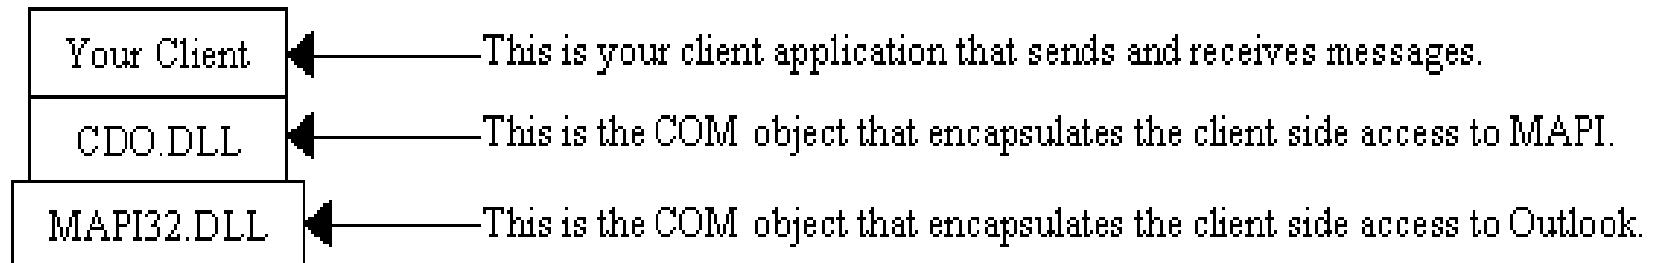 Your Client
This is your client application that sends and receives messages.
CDO.DLL
This is the COM object that encapsulates the client side access to MAPI.
MAPI32.DLL
This is the COM object that encapsulates the client side access to Outlook.